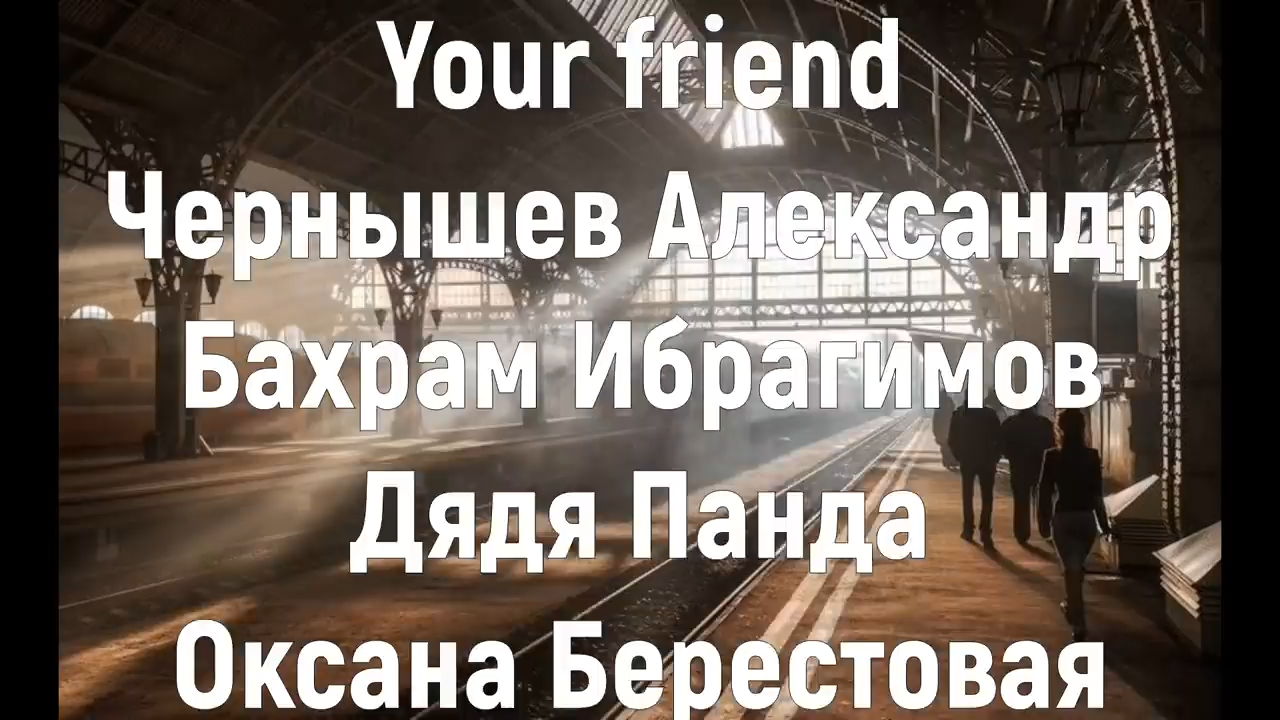 Your friend
Чернышев Александр
Бахрам Ибрагимов
Дядя Панда
Оксана Берестовая